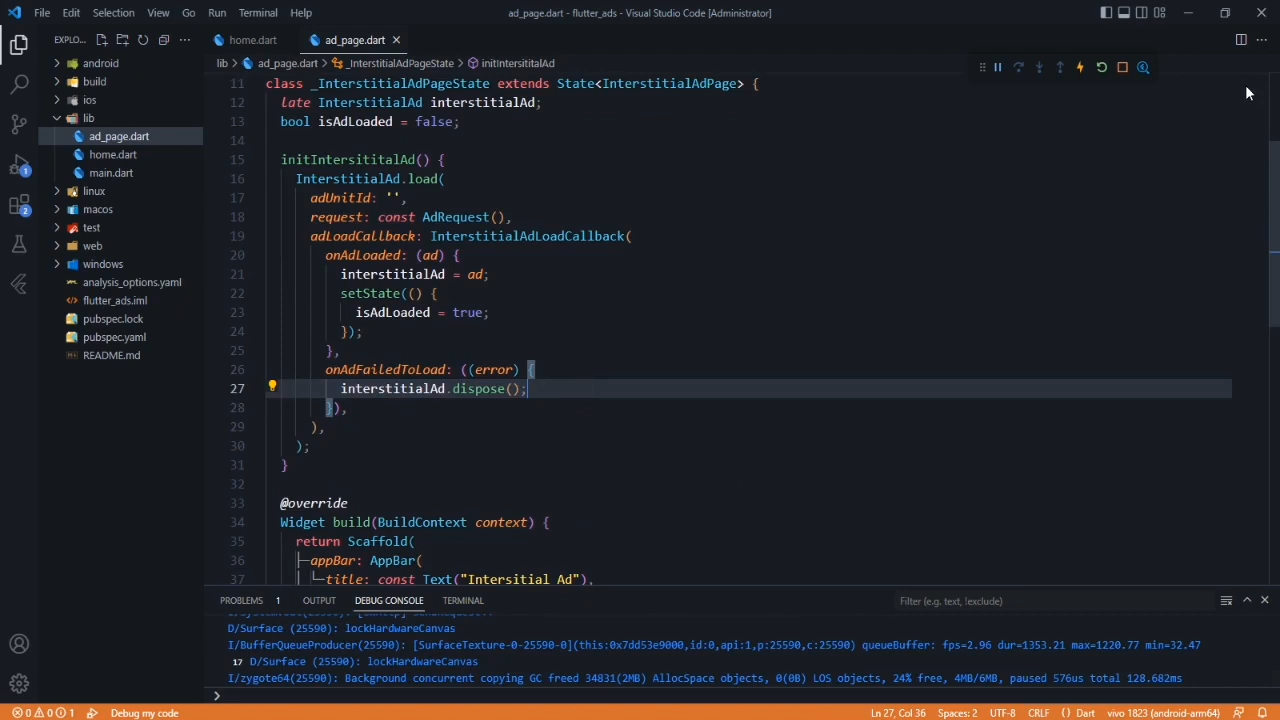 File Edit Selection View Go Run Terminal Help
ad_page.dart - flutter_ads - Visual Studio Code [Administrator]
EXPLO...
home.dart
ad_page.dart
lib > ad_page.dart > _InterstitialAdPageState > initIntersititalAd
android
build
ios
lib
ad_page.dart
home.dart
main.dart
linux
macos
test
web
windows
analysis_options.yaml
flutter_ads.iml
pubspec.lock
pubspec.yaml
README.md
1
2
11 class _InterstitialAdPageState extends State<InterstitialAdPage> {
12 late InterstitialAd interstitialAd;
13 bool isAdLoaded = false;
14
15 initIntersititalAd() {
16 InterstitialAd.load(
17 adUnitId: '',
18 request: const AdRequest(),
19 adLoadCallback: InterstitialAdLoadCallback(
20 onAdLoaded: (ad) {
21 interstitialAd = ad;
22 setState(() {
23 isAdLoaded = true;
24 });
25 },
26 onAdFailedToLoad: ((error) {
27 interstitialAd.dispose();
28 }),
29 ),
30 );
31 }
32
33 @override
34 Widget build(BuildContext context) {
35 return Scaffold(
36 appBar: AppBar(
37 title: const Text("Intersitial Ad"),
PROBLEMS 1 OUTPUT DEBUG CONSOLE TERMINAL
Filter (e.g. text, !exclude)
D/Surface (25590): lockHardwareCanvas
I/BufferQueueProducer(25590): [SurfaceTexture-0-25590-0](this:0x7dd53e9000,id:0,api:1,p:25590,c:25590) queueBuffer: fps=2.96 dur=1353.21 max=1220.77 min=32.47
17 D/Surface (25590): lockHardwareCanvas
I/zygote64(25590): Background concurrent copying GC freed 34831(2MB) AllocSpace objects, 0(0B) LOS objects, 24% free, 4MB/6MB, paused 576us total 128.682ms
>
0 0 1 Debug my code
Ln 27, Col 36 Spaces: 2 UTF-8 CRLF {} Dart vivo 1823 (android-arm64)